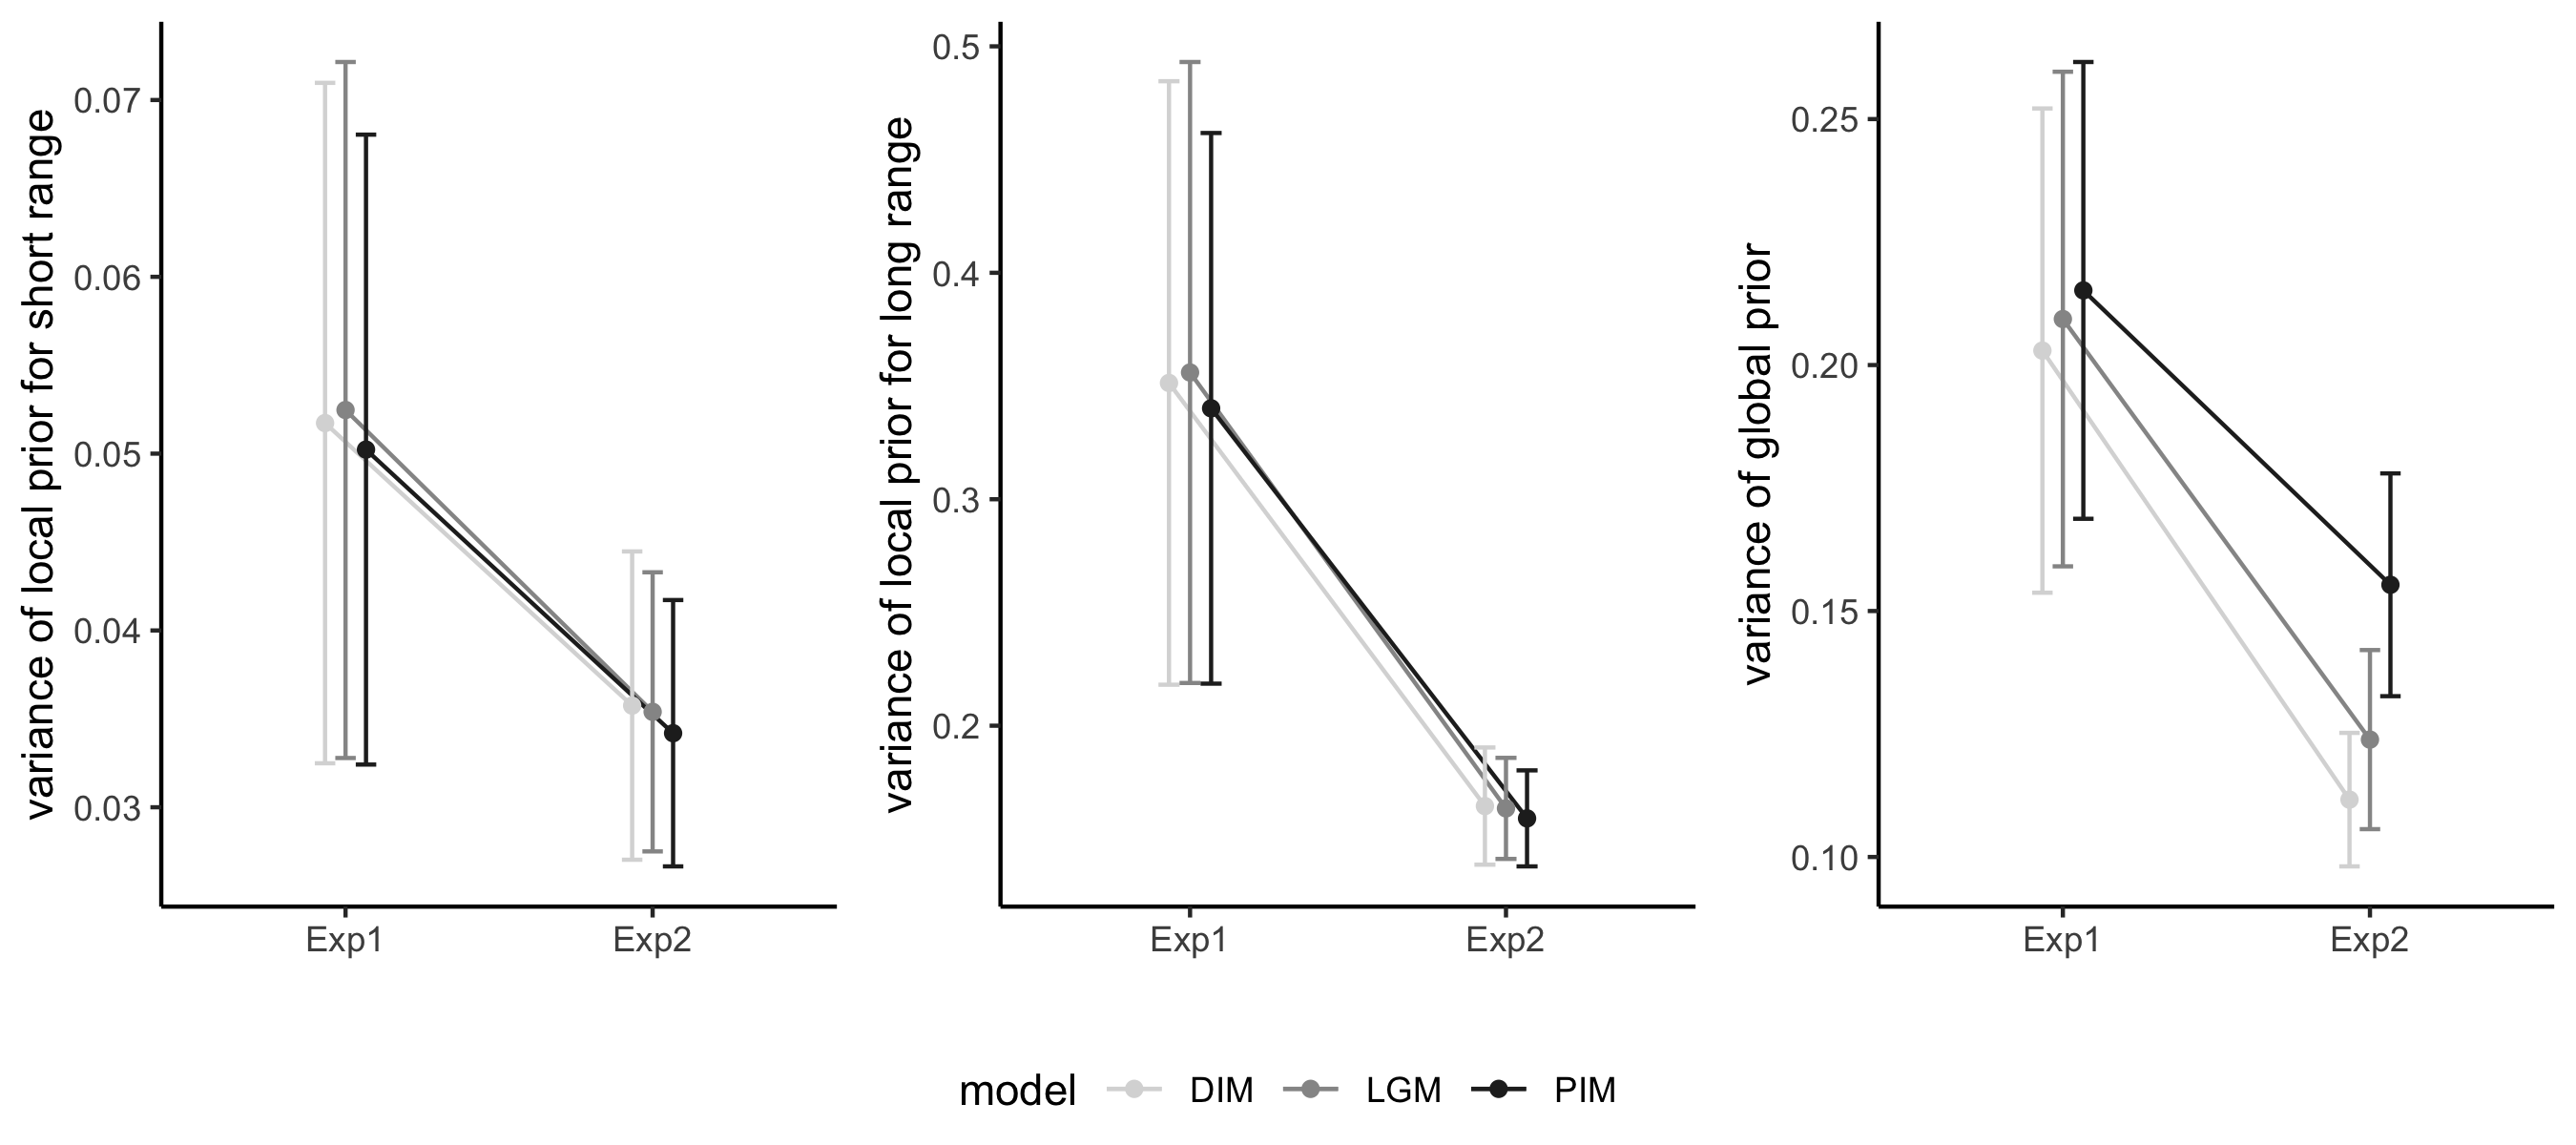 variance of local prior for short range
0.07
0.06
0.05
0.04
0.03
Exp1 Exp2
variance of local prior for long range
0.5
0.4
0.3
0.2
Exp1 Exp2
variance of global prior
0.25
0.20
0.15
0.10
Exp1 Exp2
model DIM LGM PIM